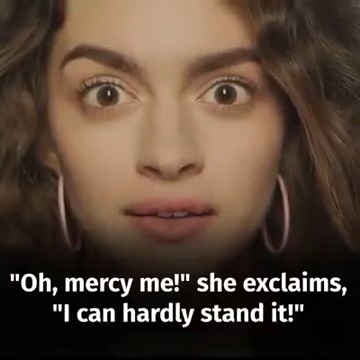 "Oh, mercy me!" she exclaims,
"I can hardly stand it!"